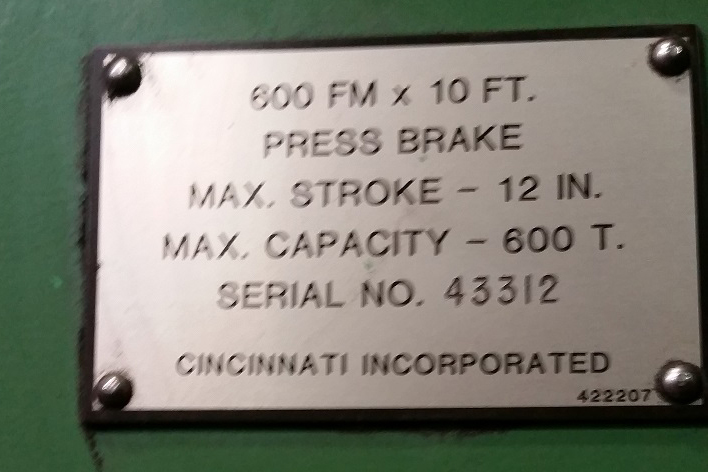 600 FM x 10 FT.
PRESS BRAKE
MAX. STROKE - 12 IN.
MAX. CAPACITY - 600 T.
SERIAL NO. 43312
CINCINNATI INCORPORATED
422207